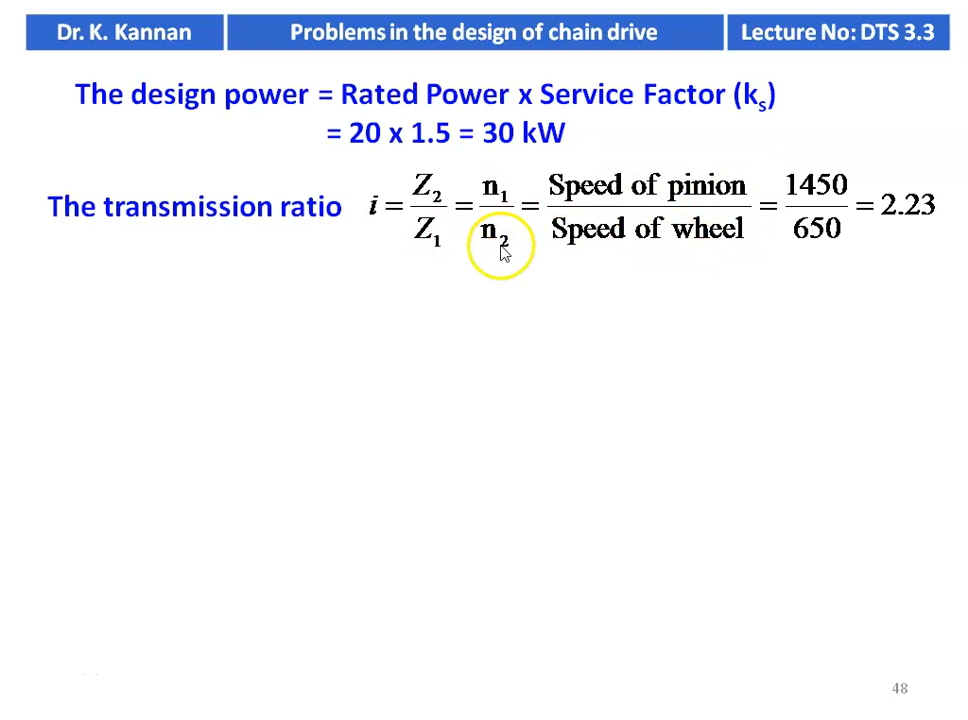 Dr. K. Kannan
Problems in the design of chain drive
Lecture No: DTS 3.3
The design power = Rated Power x Service Factor (kₛ)
= 20 x 1.5 = 30 kW
The transmission ratio i = Z₂/Z₁ = n₁/n₂ = Speed of pinion/Speed of wheel = 1450/650 = 2.23
48